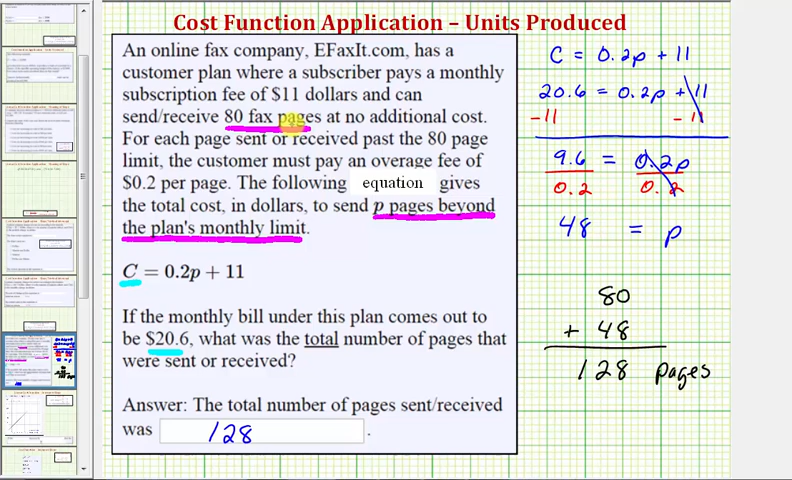 Cost Function Application – Units Produced
An online fax company, EFaxIt.com, has a
customer plan where a subscriber pays a monthly
subscription fee of $11 dollars and can
send/receive 80 fax pages at no additional cost.
For each page sent or received past the 80 page
limit, the customer must pay an overage fee of
$0.2 per page. The following equation gives
the total cost, in dollars, to send p pages beyond
the plan's monthly limit.
C = 0.2p + 11
If the monthly bill under this plan comes out to
be $20.6, what was the total number of pages that
were sent or received?
Answer: The total number of pages sent/received
was 128 .
C = 0.2p + 11
20.6 = 0.2p + 11
-11 - 11
9.6 = 0.2p
0.2 0.2
48 = p
80
+ 48
128 pages